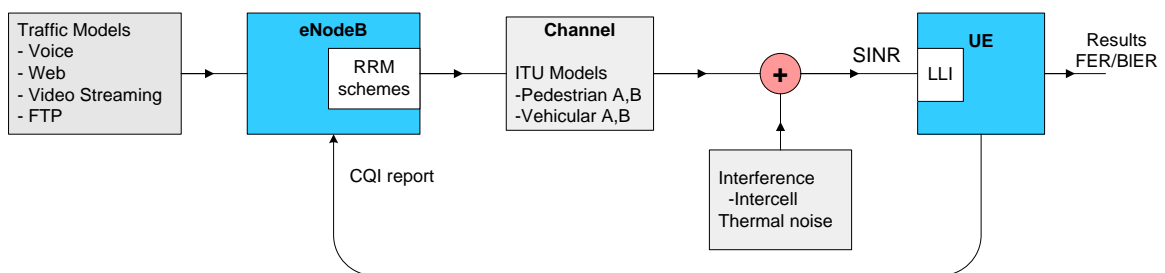 Traffic Models
- Voice
- Web
- Video Streaming
- FTP
eNodeB
RRM
schemes
Channel
ITU Models
-Pedestrian A,B
-Vehicular A,B
+
SINR
UE
LLI
Results
FER/BIER
CQI report
Interference
-Intercell
Thermal noise